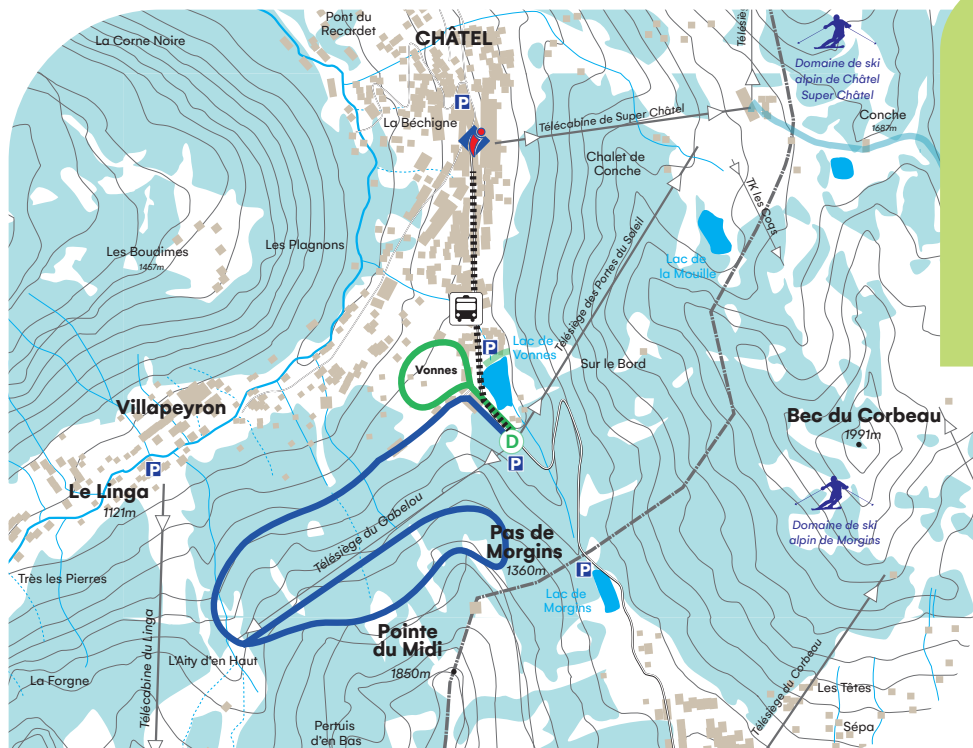 La Corne Noire
Pont du
Recardet
CHÂTEL
Télésiè
Domaine de ski
alpin de Châtel
Super Châtel
P
La Béchigne
Télécabine de Super Châtel
Conche
1687m
Chalet de
Conche
TK les Coqs
Les Boudimes
1457m
Les Plagnons
Lac de
la Mouille
Télésiège des Portes du Soleil
P
Lac de
Vonnes
Vonnes
Sur le Bord
Villapeyron
Bec du Corbeau
1991m
D
P
P
Le Linga
1121m
Télésiège du Gabelou
Pas de
Morgins
1360m
Domaine de ski
alpin de Morgins
P
Très les Pierres
Lac de
Morgins
Télécabine du Linga
Pointe
du Midi
1850m
L'Aity d'en Haut
La Forgne
Télésiège du Corbeau
Les Têtes
Sépa
Pertuis
d'en Bas